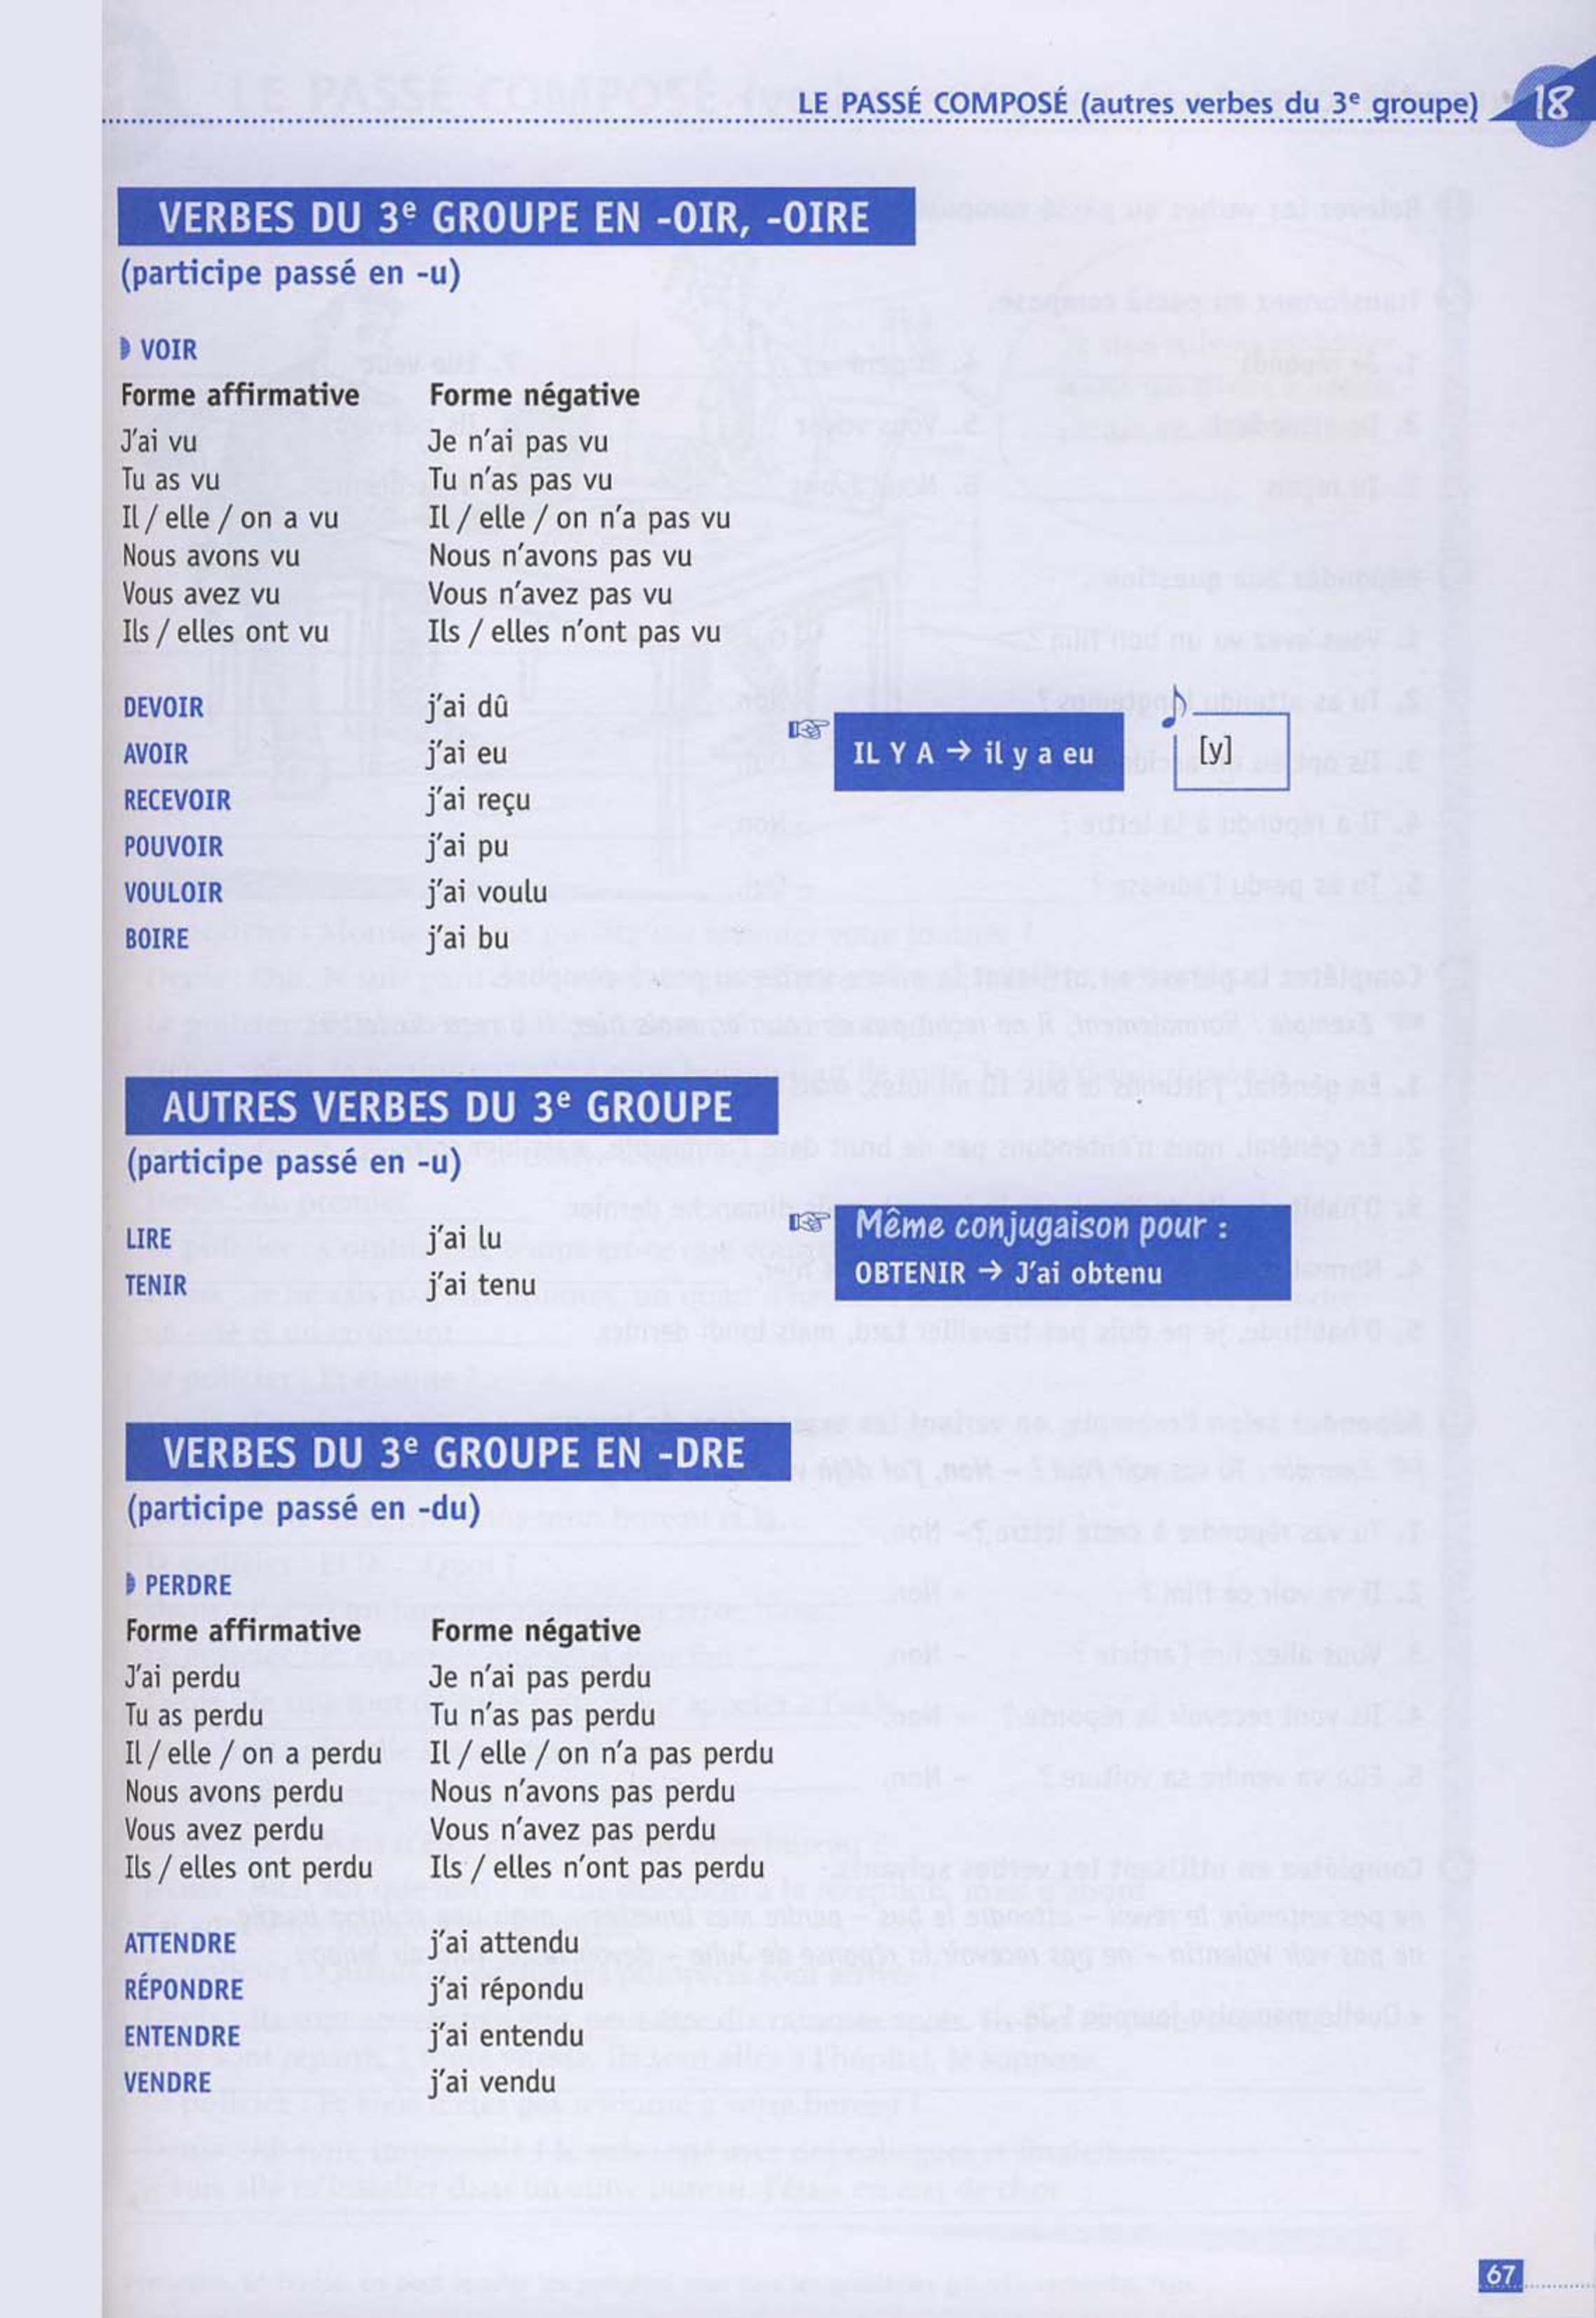 LE PASSÉ COMPOSÉ (autres verbes du 3e groupe)
18
VERBES DU 3e GROUPE EN -OIR, -OIRE
(participe passé en -u)
VOIR
Forme affirmative Forme négative
J'ai vu Je n'ai pas vu
Tu as vu Tu n'as pas vu
Il / elle / on a vu Il / elle / on n'a pas vu
Nous avons vu Nous n'avons pas vu
Vous avez vu Vous n'avez pas vu
Ils / elles ont vu Ils / elles n'ont pas vu
DEVOIR j'ai dû
AVOIR j'ai eu
☞ IL Y A → il y a eu ♪ [y]
RECEVOIR j'ai reçu
POUVOIR j'ai pu
VOULOIR j'ai voulu
BOIRE j'ai bu
AUTRES VERBES DU 3e GROUPE
(participe passé en -u)
LIRE j'ai lu
TENIR j'ai tenu
☞ Même conjugaison pour :
OBTENIR → J'ai obtenu
VERBES DU 3e GROUPE EN -DRE
(participe passé en -du)
PERDRE
Forme affirmative Forme négative
J'ai perdu Je n'ai pas perdu
Tu as perdu Tu n'as pas perdu
Il / elle / on a perdu Il / elle / on n'a pas perdu
Nous avons perdu Nous n'avons pas perdu
Vous avez perdu Vous n'avez pas perdu
Ils / elles ont perdu Ils / elles n'ont pas perdu
ATTENDRE j'ai attendu
RÉPONDRE j'ai répondu
ENTENDRE j'ai entendu
VENDRE j'ai vendu
67